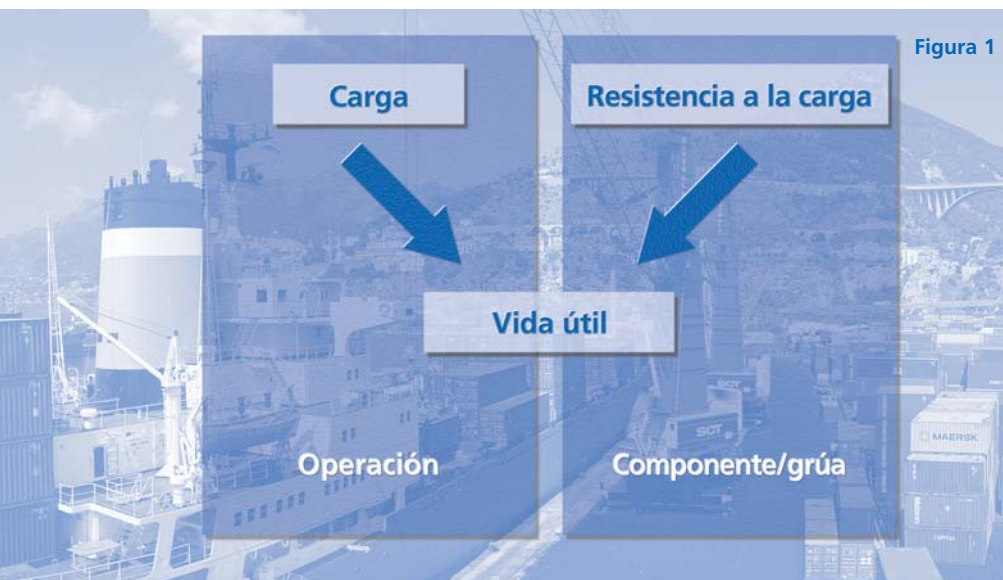 Figura 1
Carga
Resistencia a la carga
Vida útil
Operación
Componente/grúa
SCT
MAERSK